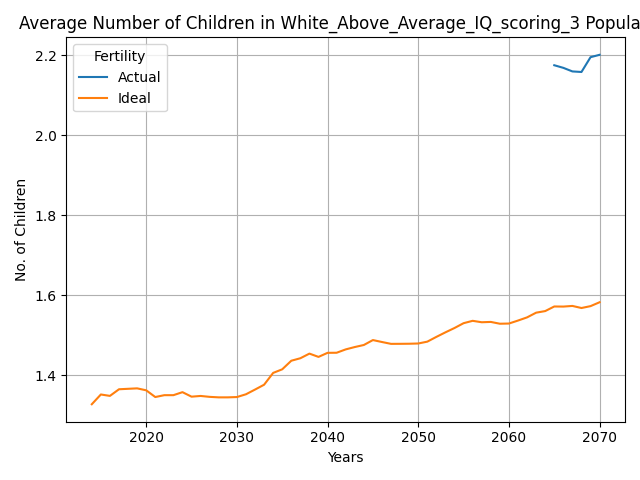 Average Number of Children in White_Above_Average_IQ_scoring_3 Popula
Fertility
Actual
Ideal
2.2
2.0
1.8
1.6
1.4
No. of Children
2020 2030 2040 2050 2060 2070
Years